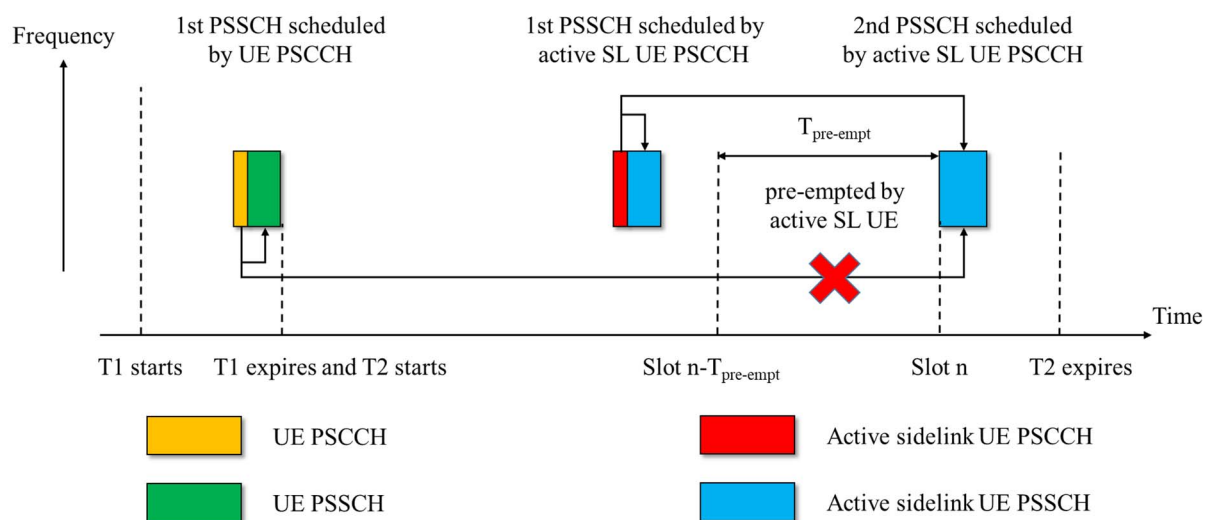 Frequency
1st PSSCH scheduled
by UE PSCCH
1st PSSCH scheduled by
active SL UE PSCCH
2nd PSSCH scheduled
by active SL UE PSCCH
Tpre-empt
pre-empted by
active SL UE
Time
T1 starts
T1 expires and T2 starts
Slot n-Tpre-empt
Slot n
T2 expires
UE PSCCH
Active sidelink UE PSCCH
UE PSSCH
Active sidelink UE PSSCH